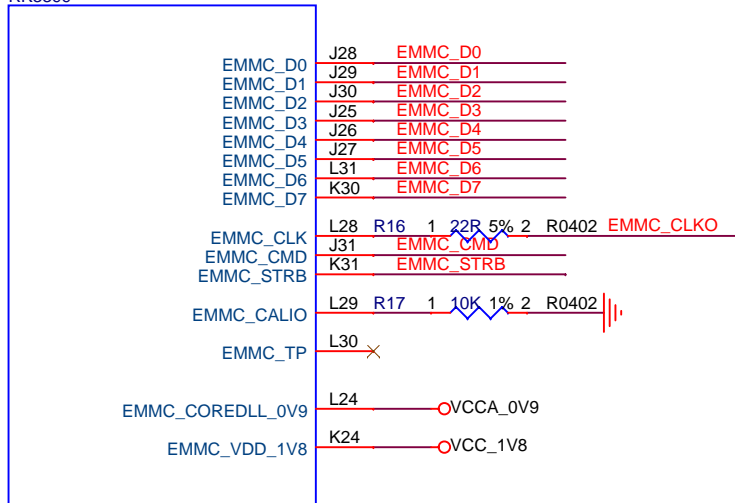 EMMC_D0 J28 EMMC_D0
EMMC_D1 J29 EMMC_D1
EMMC_D2 J30 EMMC_D2
EMMC_D3 J25 EMMC_D3
EMMC_D4 J26 EMMC_D4
EMMC_D5 J27 EMMC_D5
EMMC_D6 L31 EMMC_D6
EMMC_D7 K30 EMMC_D7
EMMC_CLK L28 R16 1 22R 5% 2 R0402 EMMC_CLKO
EMMC_CMD J31 EMMC_CMD
EMMC_STRB K31 EMMC_STRB
EMMC_CALIO L29 R17 1 10K 1% 2 R0402
EMMC_TP L30
EMMC_COREDLL_0V9 L24 VCCA_0V9
EMMC_VDD_1V8 K24 VCC_1V8